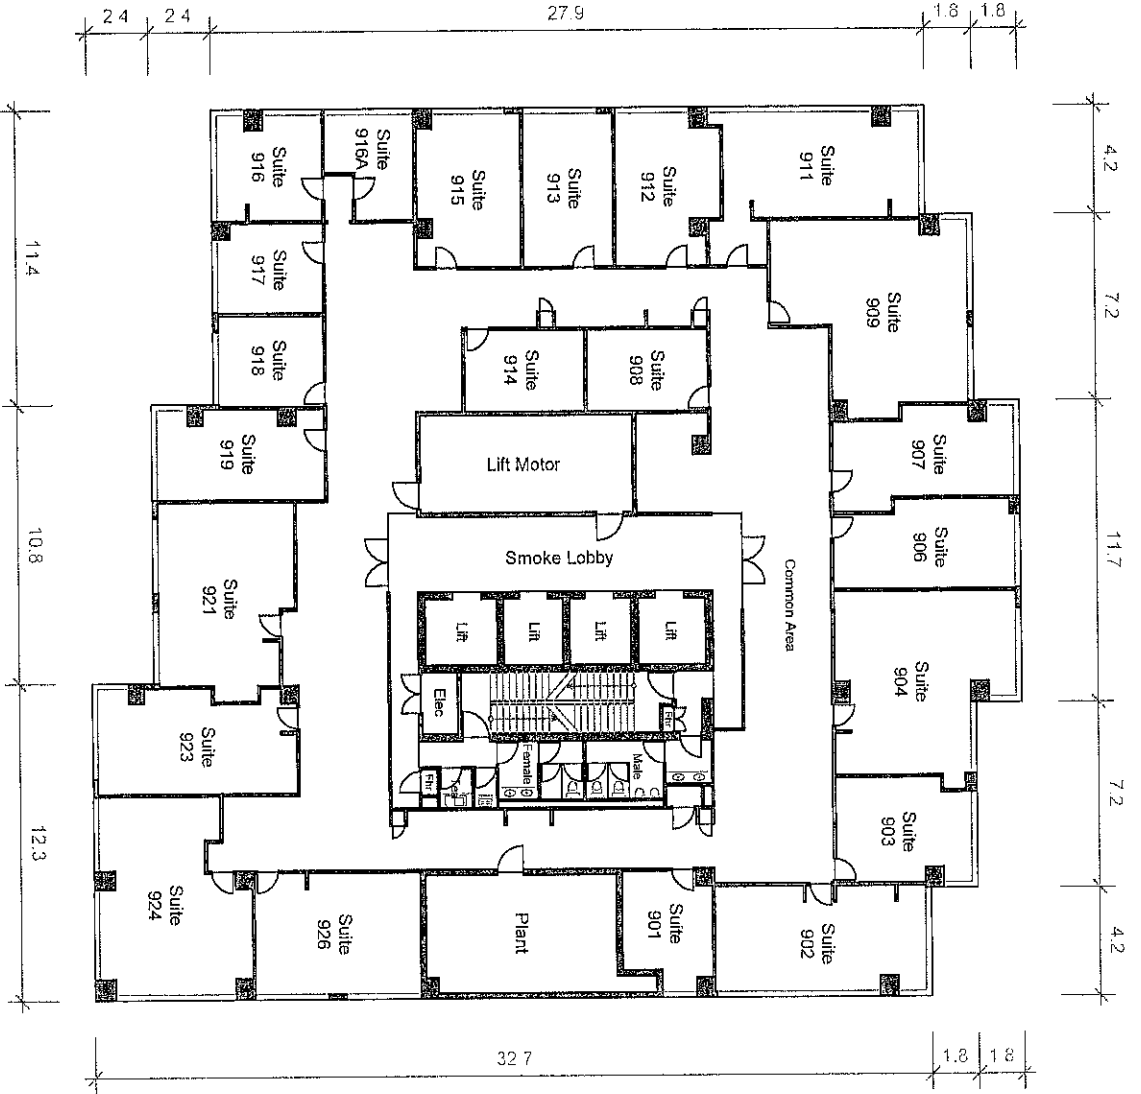 2 4
2 4
27.9
1.8
1.8
Suite
916
Suite
916A
Suite
915
Suite
913
Suite
912
Suite
911
4.2
Suite
917
11.4
Suite
909
7.2
Suite
918
Suite
914
Suite
908
Suite
919
Lift Motor
Suite
907
Smoke Lobby
Suite
906
10.8
11.7
Common Area
Suite
921
Lift
Lift
Lift
Lift
Suite
904
Elec
Fhr
Suite
923
Female
Male
Fhr
Tea
7.2
12.3
Suite
903
Suite
924
Suite
926
Plant
Suite
901
Suite
902
4.2
32 7
1.8
1 8